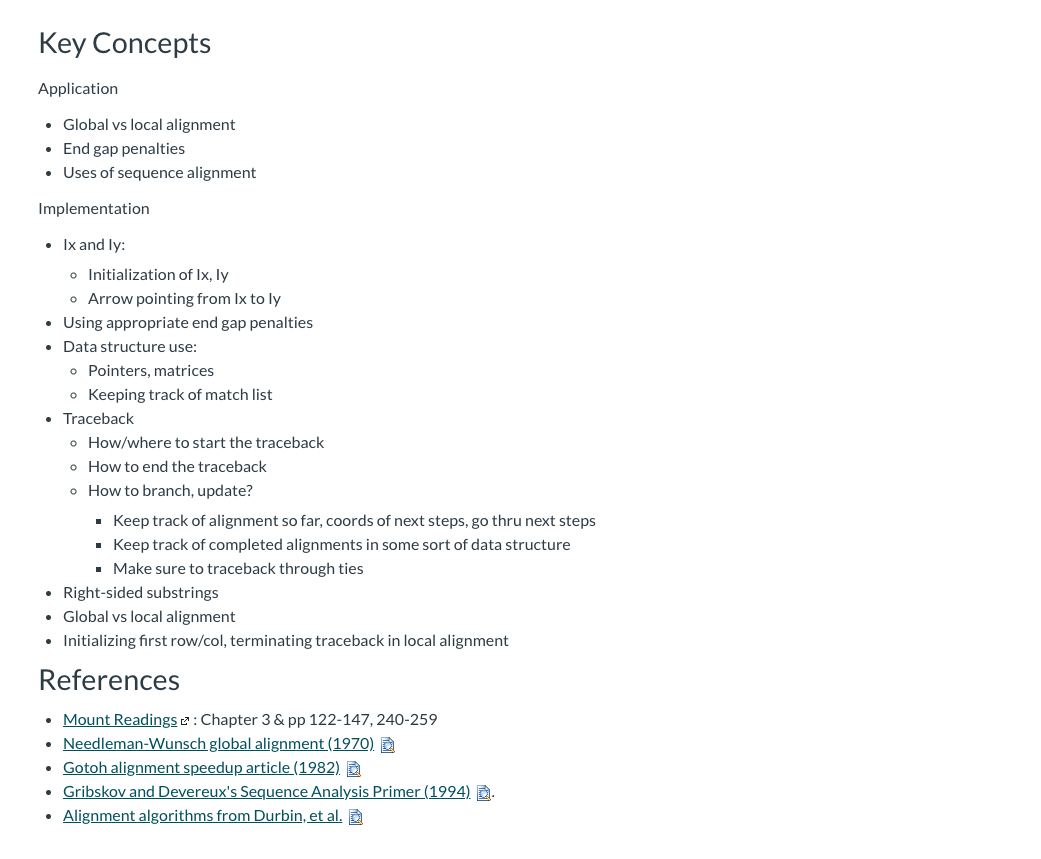 Key Concepts
Application
Global vs local alignment
End gap penalties
Uses of sequence alignment
Implementation
Ix and Iy:
Initialization of Ix, Iy
Arrow pointing from Ix to Iy
Using appropriate end gap penalties
Data structure use:
Pointers, matrices
Keeping track of match list
Traceback
How/where to start the traceback
How to end the traceback
How to branch, update?
Keep track of alignment so far, coords of next steps, go thru next steps
Keep track of completed alignments in some sort of data structure
Make sure to traceback through ties
Right-sided substrings
Global vs local alignment
Initializing first row/col, terminating traceback in local alignment
References
Mount Readings : Chapter 3 & pp 122-147, 240-259
Needleman-Wunsch global alignment (1970)
Gotoh alignment speedup article (1982)
Gribskov and Devereux's Sequence Analysis Primer (1994) .
Alignment algorithms from Durbin, et al.